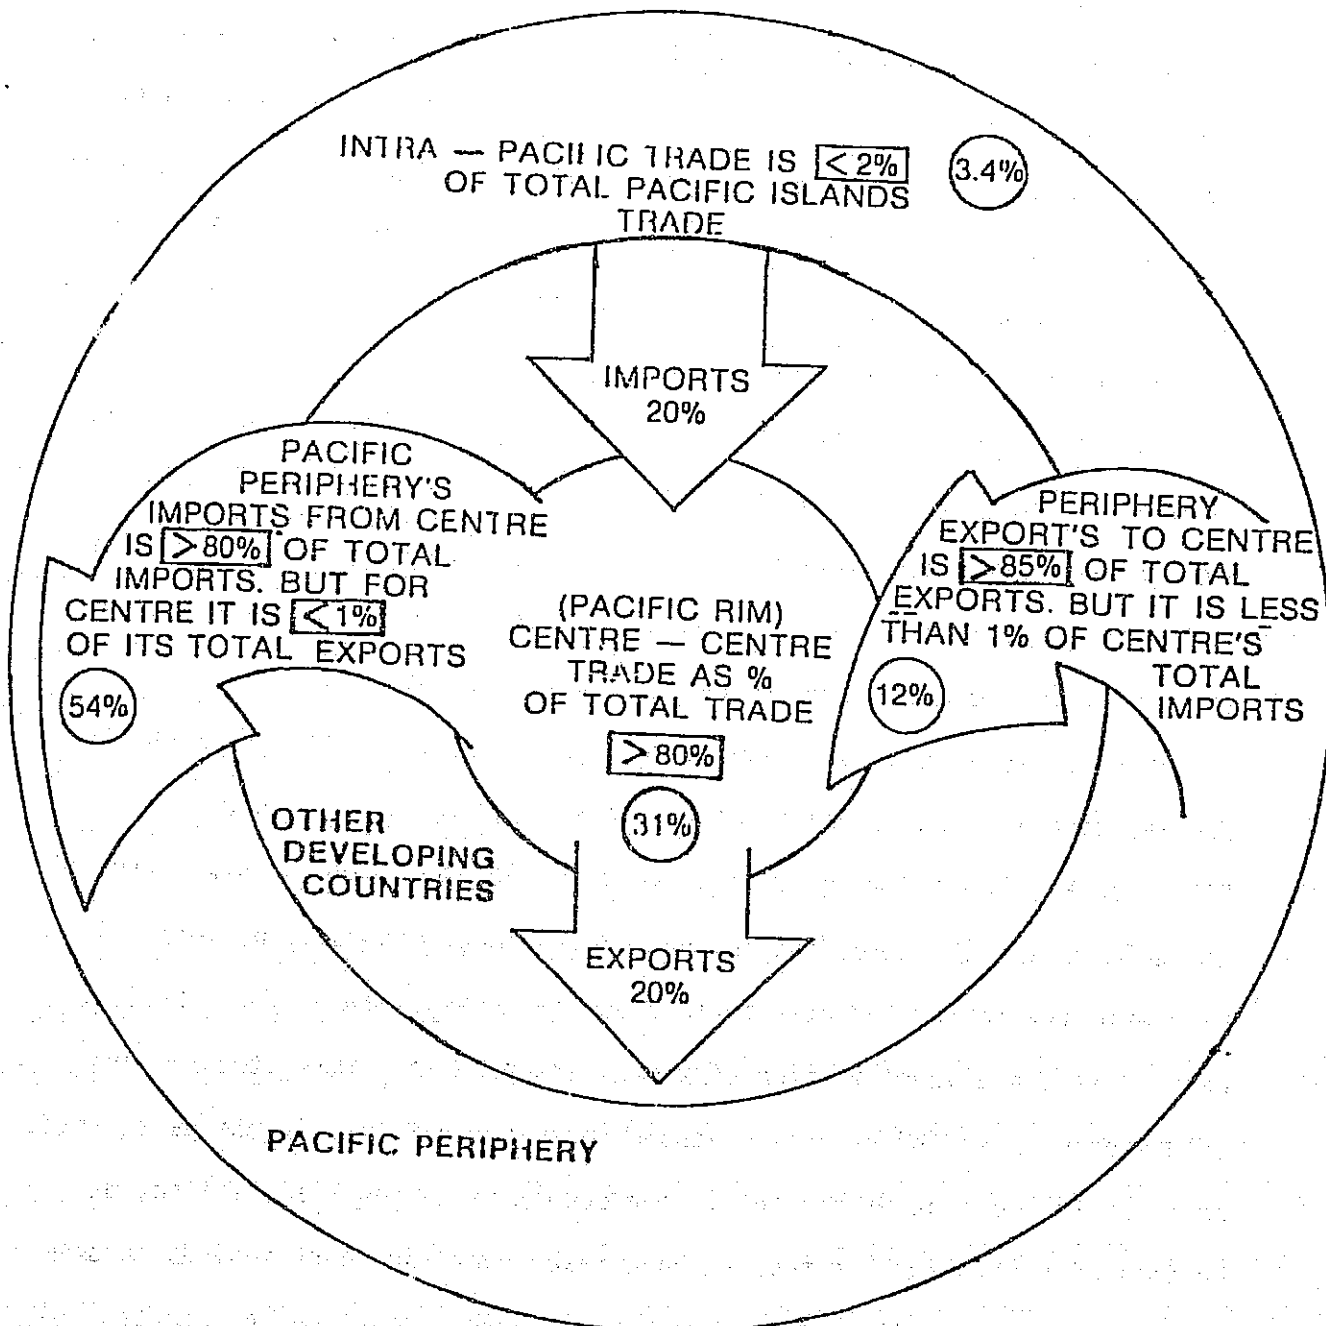 INTRA — PACIFIC TRADE IS <2% 3.4%
OF TOTAL PACIFIC ISLANDS
TRADE
IMPORTS
20%
PACIFIC
PERIPHERY'S
IMPORTS FROM CENTRE
IS >80% OF TOTAL
IMPORTS. BUT FOR
CENTRE IT IS <1%
OF ITS TOTAL EXPORTS
54%
(PACIFIC RIM)
CENTRE — CENTRE
TRADE AS %
OF TOTAL TRADE
>80%
31%
PERIPHERY
EXPORT'S TO CENTRE
IS >85% OF TOTAL
EXPORTS. BUT IT IS LESS
THAN 1% OF CENTRE'S
TOTAL
IMPORTS
12%
OTHER
DEVELOPING
COUNTRIES
EXPORTS
20%
PACIFIC PERIPHERY